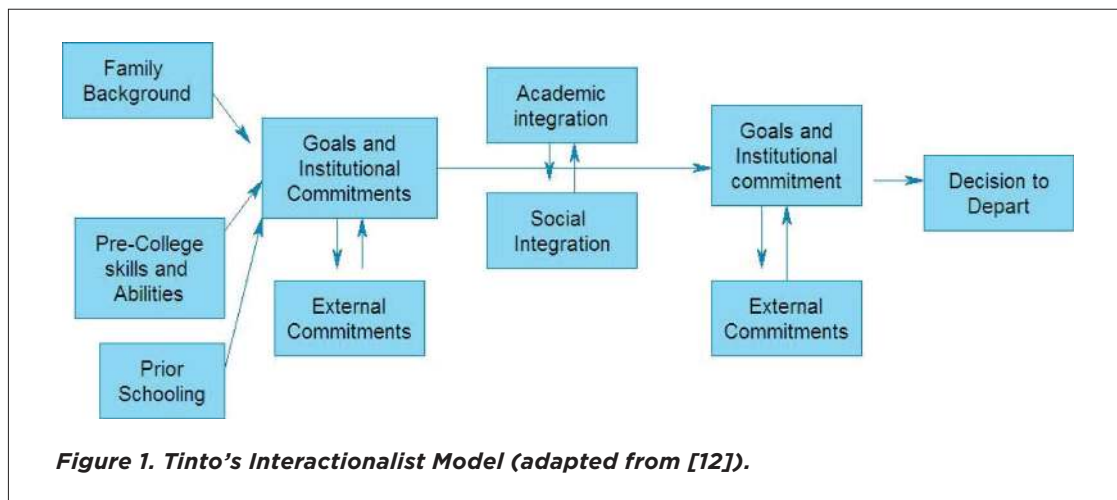 Family
Background
Pre-College
skills and
Abilities
Prior
Schooling
Goals and
Institutional
Commitments
External
Commitments
Academic
integration
Social
Integration
Goals and
Institutional
commitment
External
Commitments
Decision to
Depart
Figure 1. Tinto's Interactionalist Model (adapted from [12]).